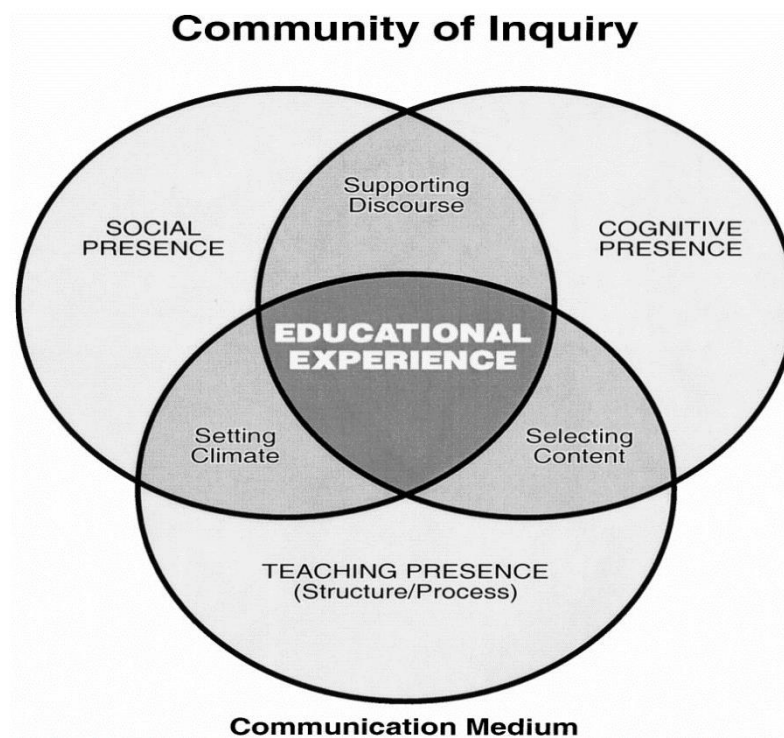 Community of Inquiry
Supporting
Discourse
SOCIAL
PRESENCE
COGNITIVE
PRESENCE
EDUCATIONAL
EXPERIENCE
Setting
Climate
Selecting
Content
TEACHING PRESENCE
(Structure/Process)
Communication Medium